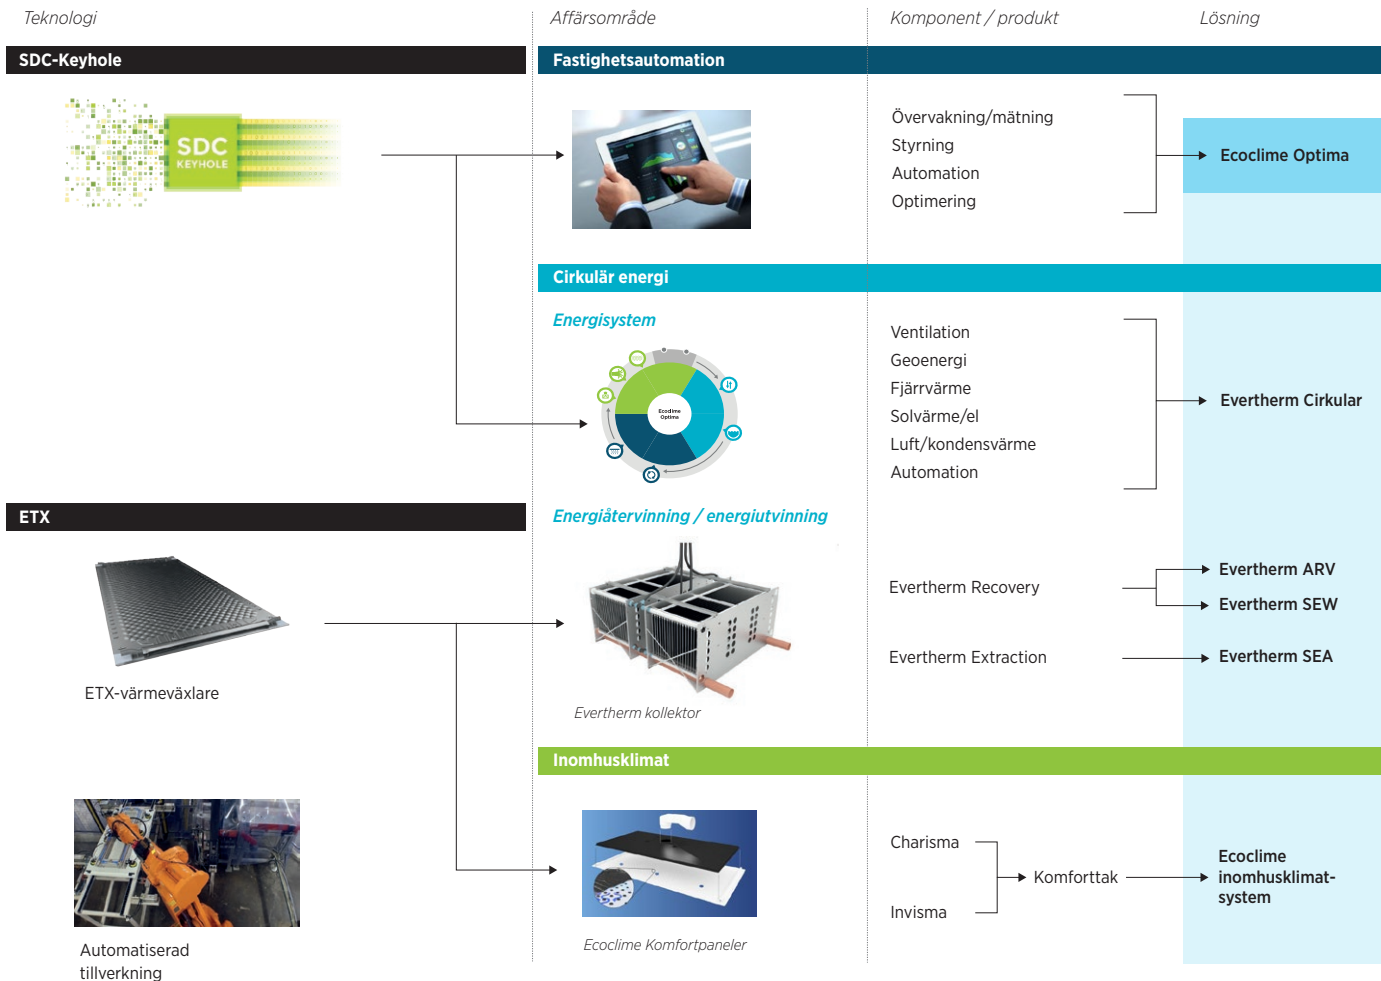 Teknologi
Affärsområde
Komponent / produkt
Lösning
SDC-Keyhole
Fastighetsautomation
SDC
KEYHOLE
Övervakning/mätning
Styrning
Automation
Optimering
Ecoclime Optima
Cirkulär energi
Energisystem
Ecoclime
Optima
Ventilation
Geoenergi
Fjärrvärme
Solvärme/el
Luft/kondensvärme
Automation
Evertherm Cirkular
ETX
Energiåtervinning / energiutvinning
ETX-värmeväxlare
Evertherm kollektor
Evertherm Recovery
Evertherm ARV
Evertherm SEW
Evertherm Extraction
Evertherm SEA
Inomhusklimat
Automatiserad
tillverkning
Ecoclime Komfortpaneler
Charisma
Invisma
Komforttak
Ecoclime
inomhusklimat-
system